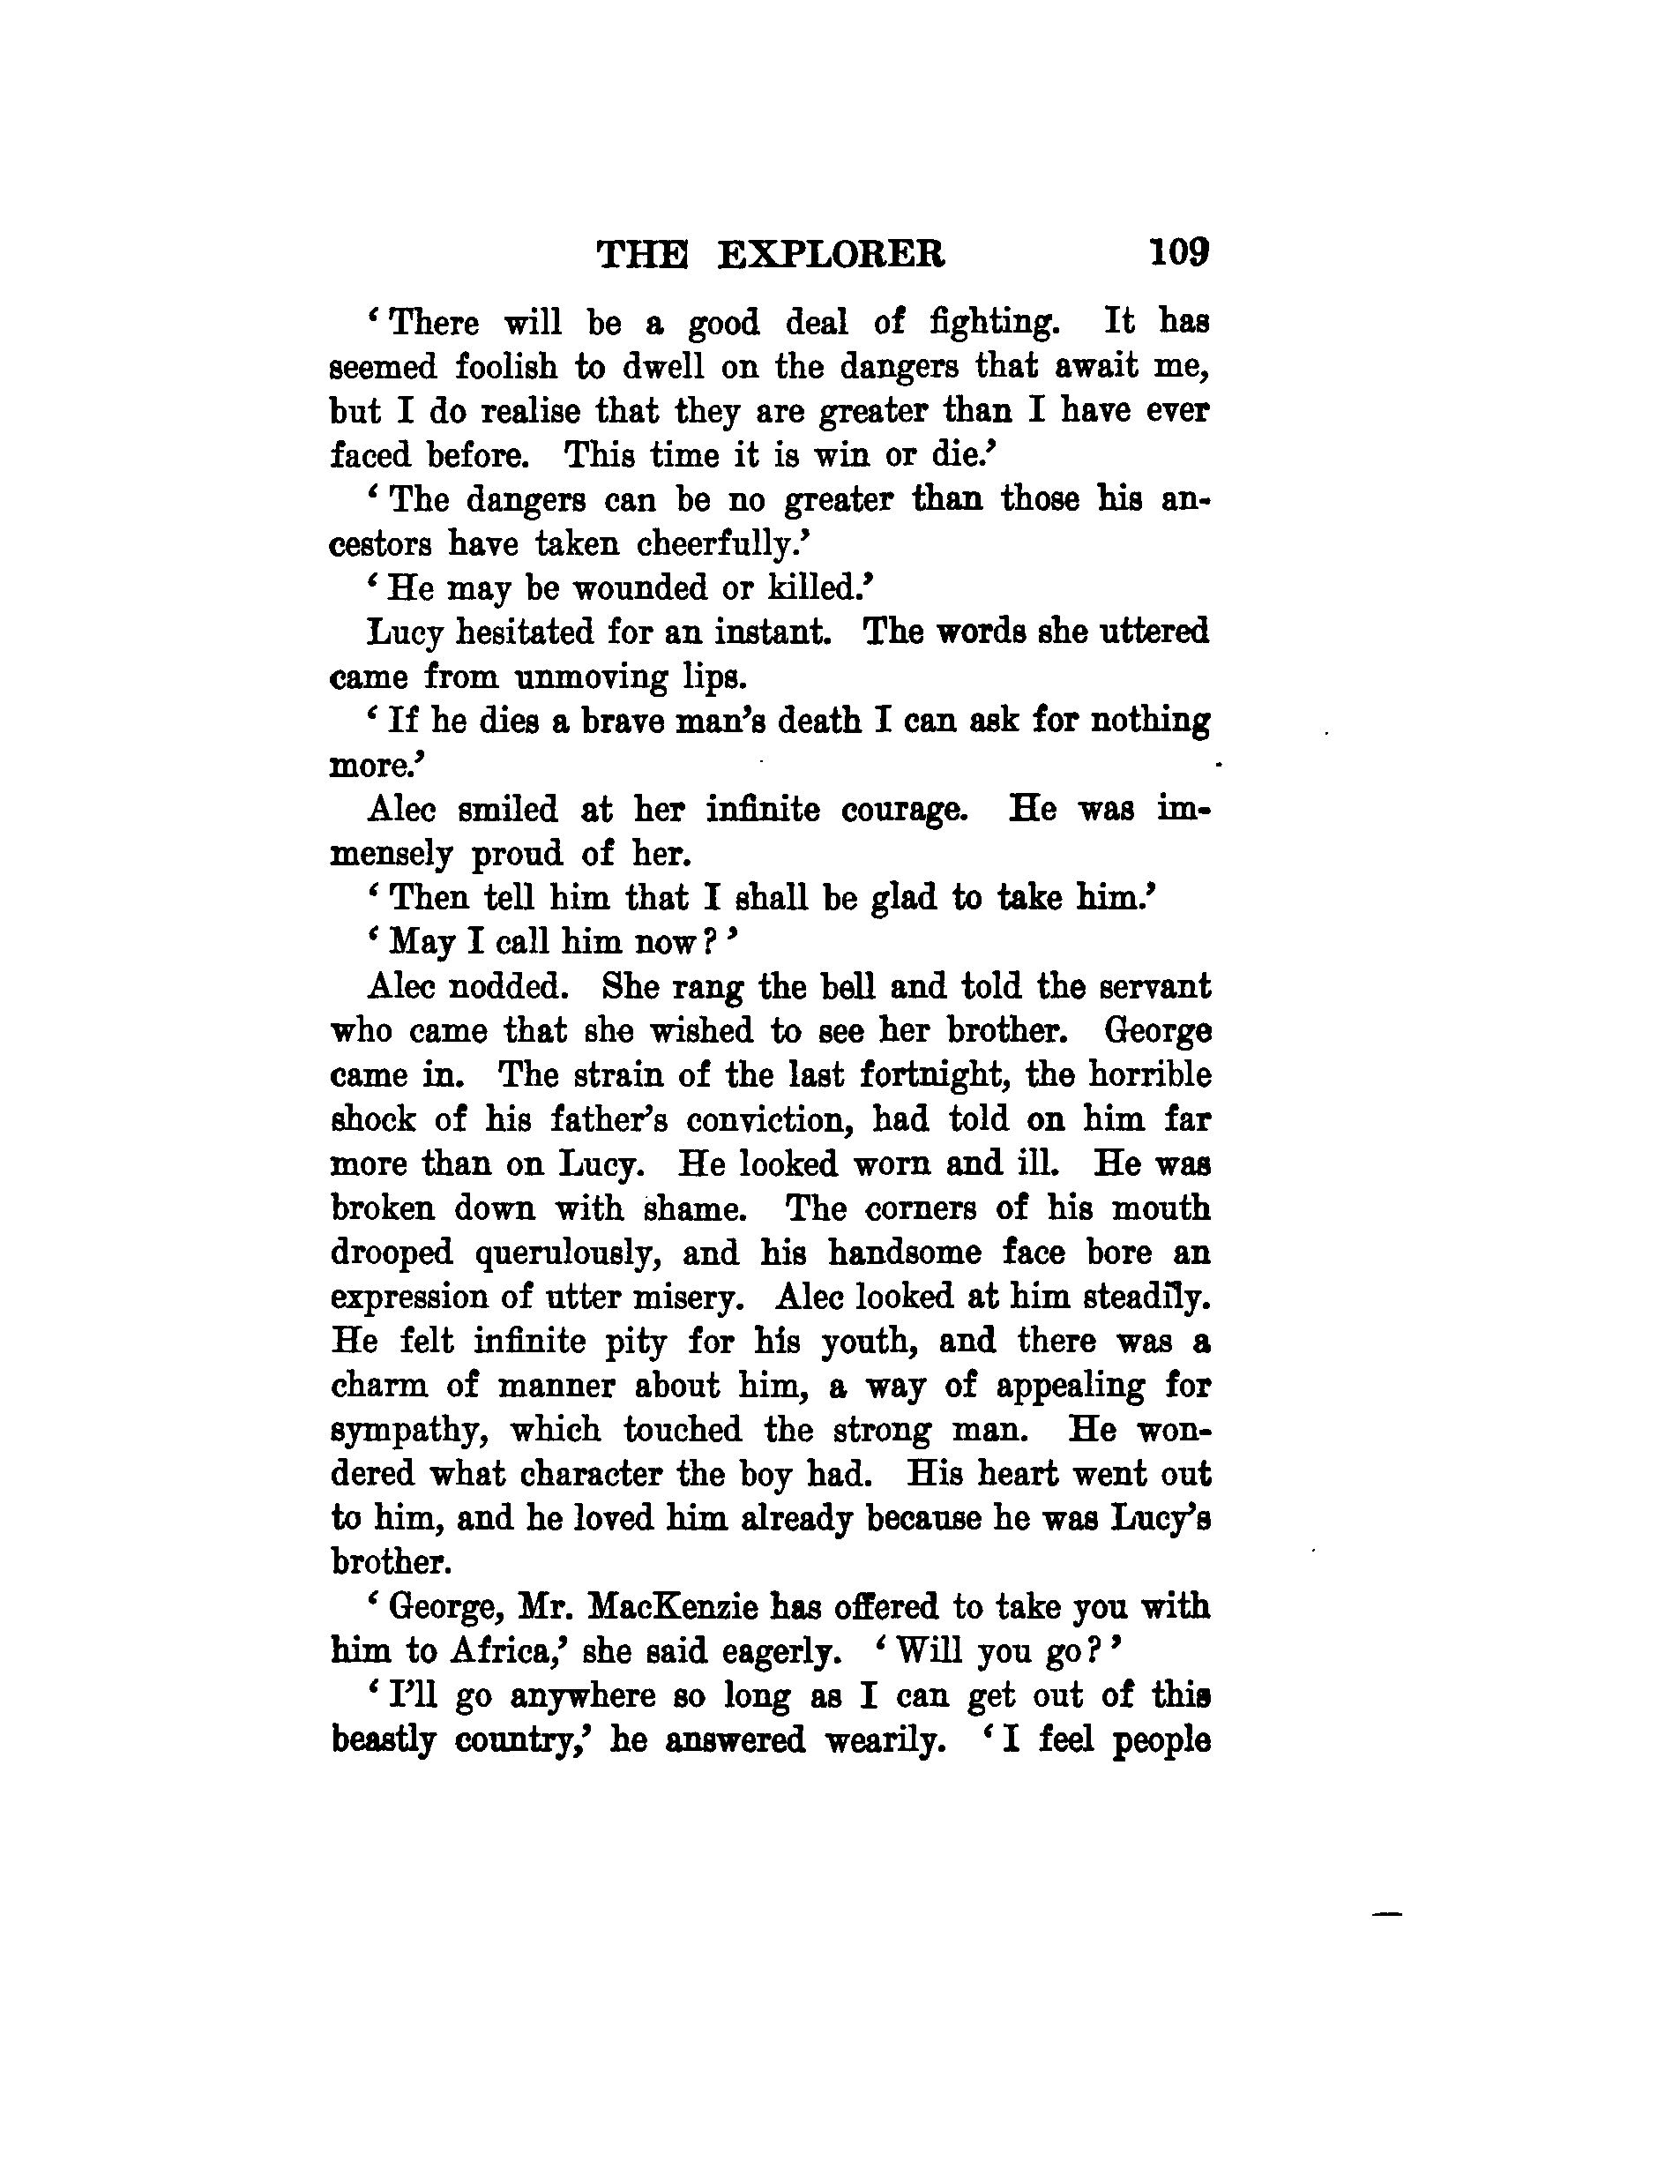 THE EXPLORER 109
‘ There will be a good deal of fighting. It has
seemed foolish to dwell on the dangers that await me,
but I do realise that they are greater than I have ever
faced before. This time it is win or die.’
‘ The dangers can be no greater than those his an-
cestors have taken cheerfully.’
‘ He may be wounded or killed.’
Lucy hesitated for an instant. The words she uttered
came from unmoving lips.
‘ If he dies a brave man’s death I can ask for nothing
more.’
Alec smiled at her infinite courage. He was im-
mensely proud of her.
‘ Then tell him that I shall be glad to take him.’
‘ May I call him now? ’
Alec nodded. She rang the bell and told the servant
who came that she wished to see her brother. George
came in. The strain of the last fortnight, the horrible
shock of his father’s conviction, had told on him far
more than on Lucy. He looked worn and ill. He was
broken down with shame. The corners of his mouth
drooped querulously, and his handsome face bore an
expression of utter misery. Alec looked at him steadily.
He felt infinite pity for his youth, and there was a
charm of manner about him, a way of appealing for
sympathy, which touched the strong man. He won-
dered what character the boy had. His heart went out
to him, and he loved him already because he was Lucy’s
brother.
‘ George, Mr. MacKenzie has offered to take you with
him to Africa,’ she said eagerly. ‘ Will you go? ’
‘ I’ll go anywhere so long as I can get out of this
beastly country,’ he answered wearily. ‘ I feel people